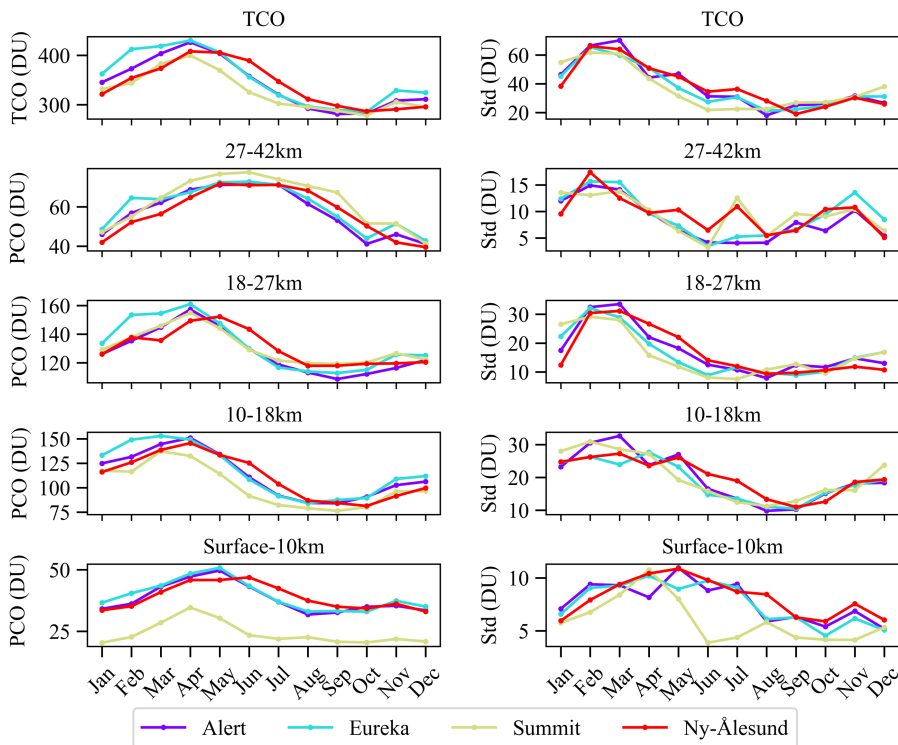 TCO TCO
TCO (DU) 400 300 Std (DU) 60 40 20
27-42km 27-42km
PCO (DU) 60 40 Std (DU) 15 10 5
18-27km 18-27km
PCO (DU) 160 140 120 Std (DU) 30 20 10
10-18km 10-18km
PCO (DU) 150 125 100 75 Std (DU) 30 20 10
Surface-10km Surface-10km
PCO (DU) 50 25 Std (DU) 10 5
Jan Feb Mar Apr May Jun Jul Aug Sep Oct Nov Dec Jan Feb Mar Apr May Jun Jul Aug Sep Oct Nov Dec
Alert Eureka Summit Ny-Ålesund